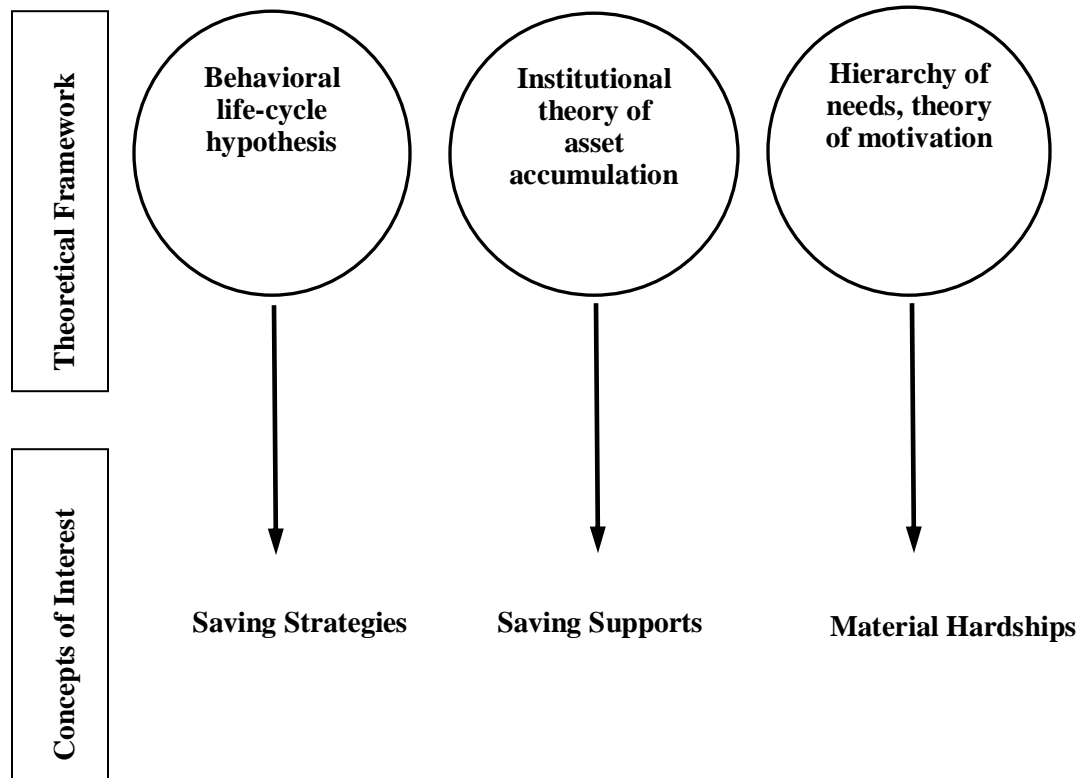 Theoretical Framework
Behavioral
life-cycle
hypothesis
Institutional
theory of
asset
accumulation
Hierarchy of
needs, theory
of motivation
Concepts of Interest
Saving Strategies
Saving Supports
Material Hardships